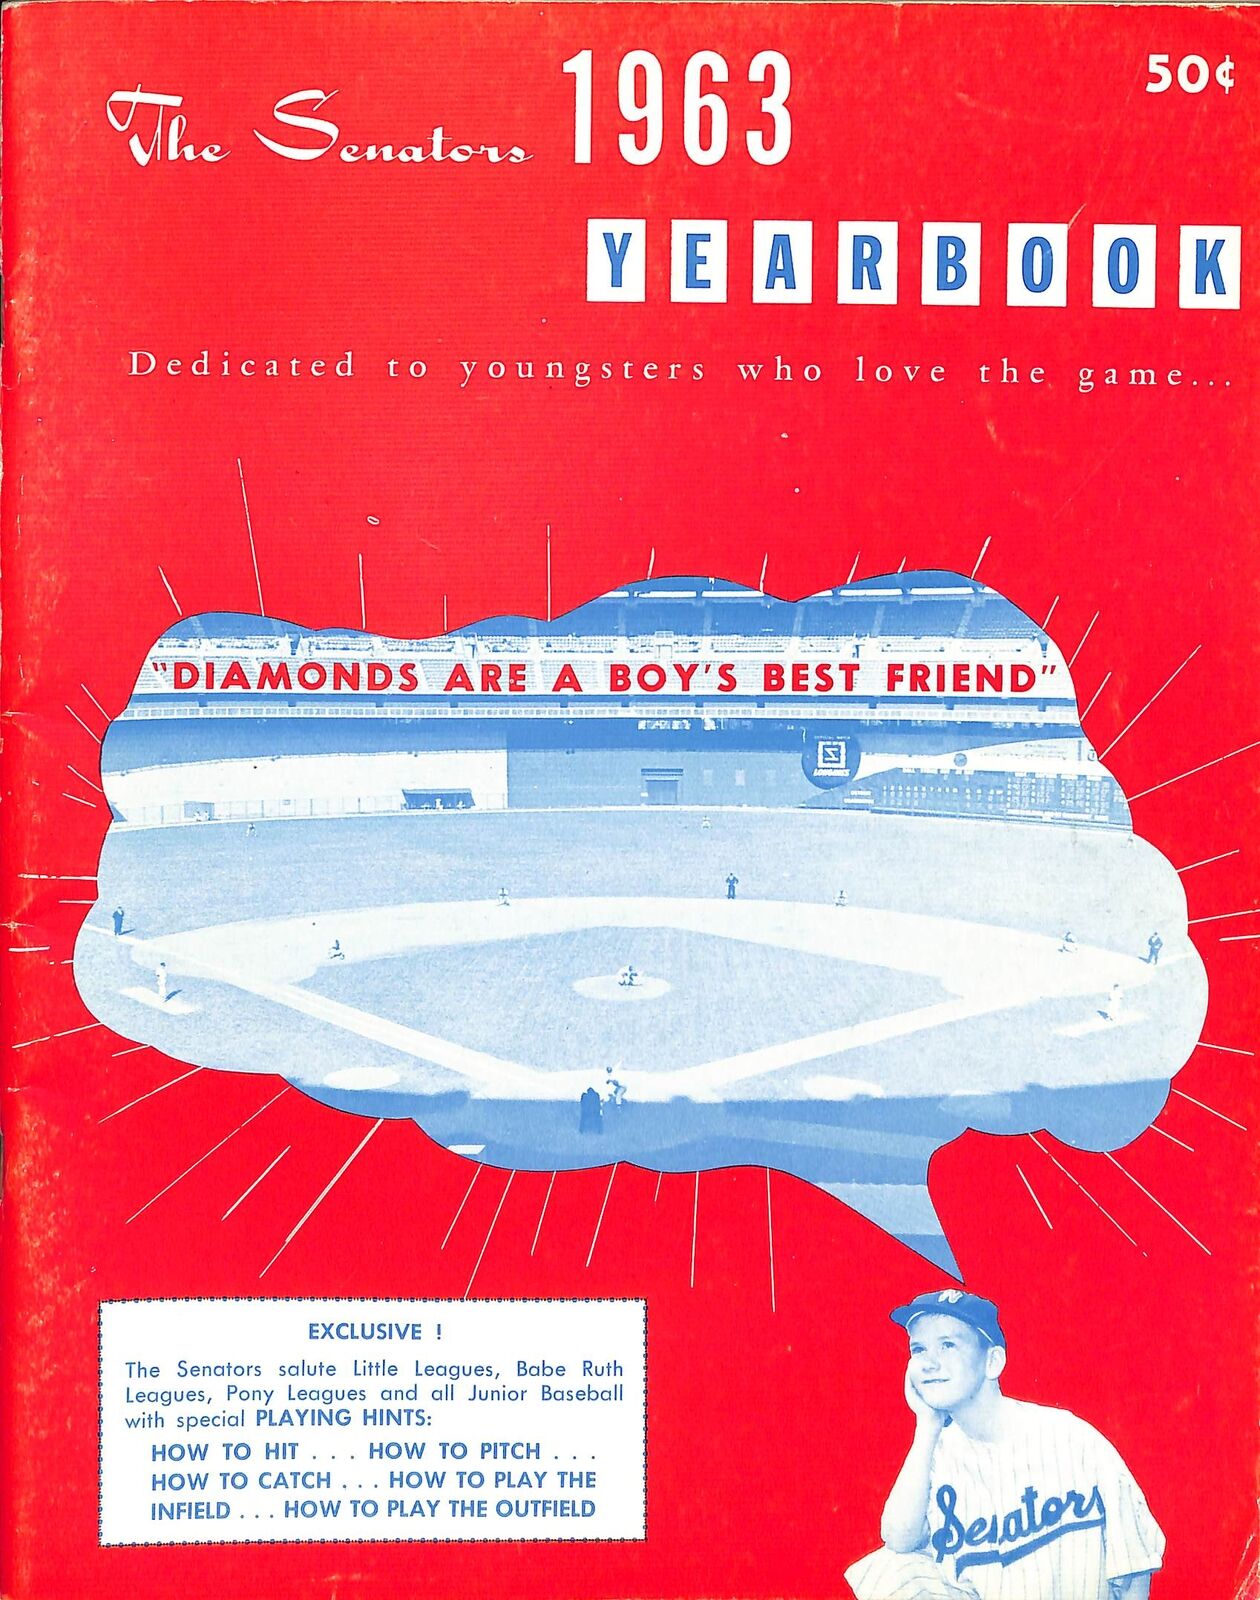 The Senators 1963
50¢
YEARBOOK
Dedicated to youngsters who love the game...
"DIAMONDS ARE A BOY'S BEST FRIEND"
LONGINES
W
EXCLUSIVE !
The Senators salute Little Leagues, Babe Ruth
Leagues, Pony Leagues and all Junior Baseball
with special PLAYING HINTS:
HOW TO HIT . . . HOW TO PITCH . . .
HOW TO CATCH . . . HOW TO PLAY THE
INFIELD . . . HOW TO PLAY THE OUTFIELD
Senators